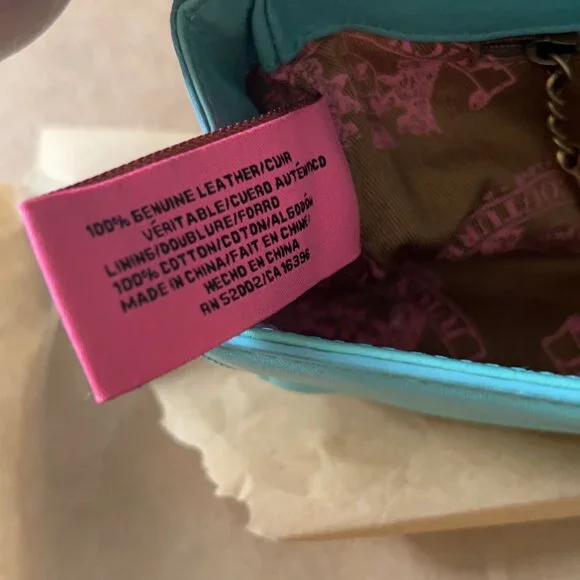 100% GENUINE LEATHER/CUIR
VÉRITABLE/CUERO AUTÉNTICO
LINING/DOUBLURE/FORRO
100% COTTON/COTON/ALGODÓN
MADE IN CHINA/FAIT EN CHINE/
HECHO EN CHINA
RN 52002/CA 16396